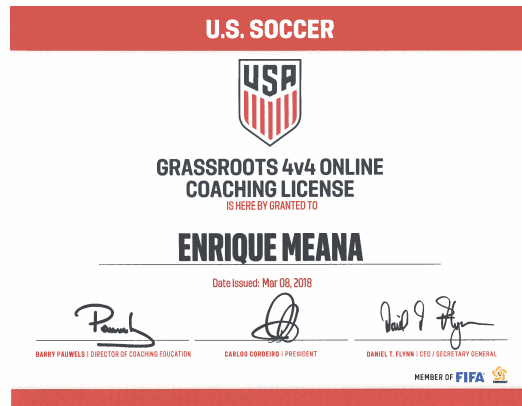 U.S. SOCCER
USA
GRASSROOTS 4v4 ONLINE
COACHING LICENSE
IS HERE BY GRANTED TO
ENRIQUE MEANA
Date Issued: Mar 08, 2018
BARRY PAUWELS | DIRECTOR OF COACHING EDUCATION
CARLOS CORDEIRO | PRESIDENT
DANIEL T. FLYNN | CEO / SECRETARY GENERAL
MEMBER OF FIFA